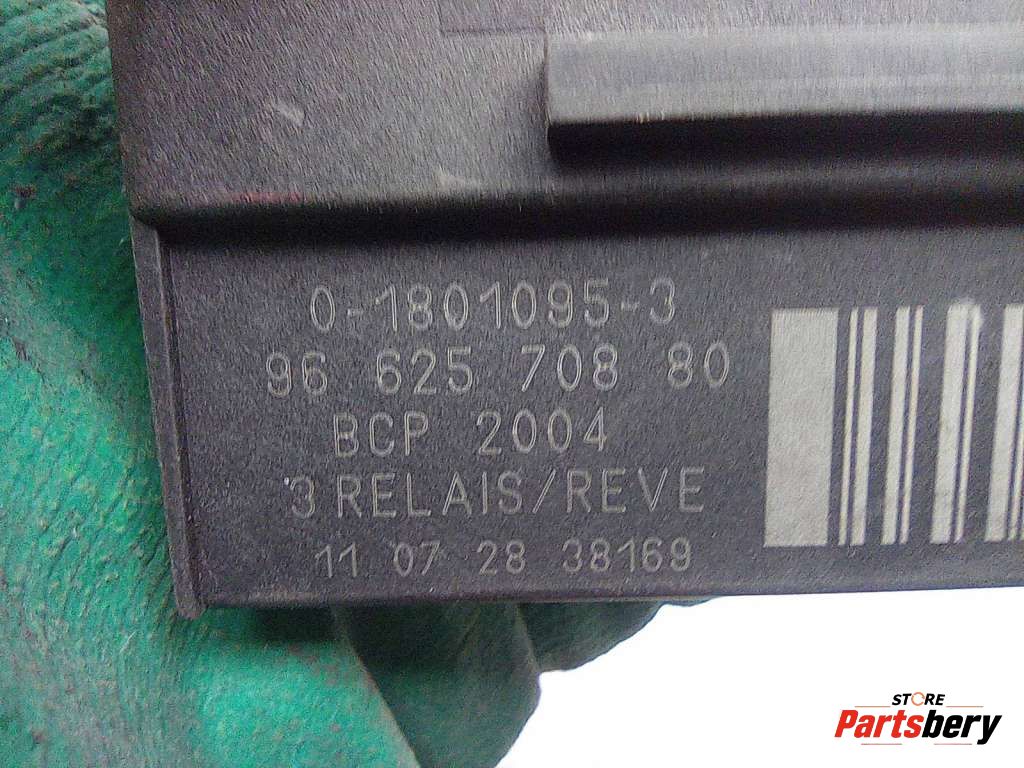 0-1801095-3
96 625 708 80
BCP 2004
3 RELAIS/REVE
11 07 28 38169
STORE
Partsbery